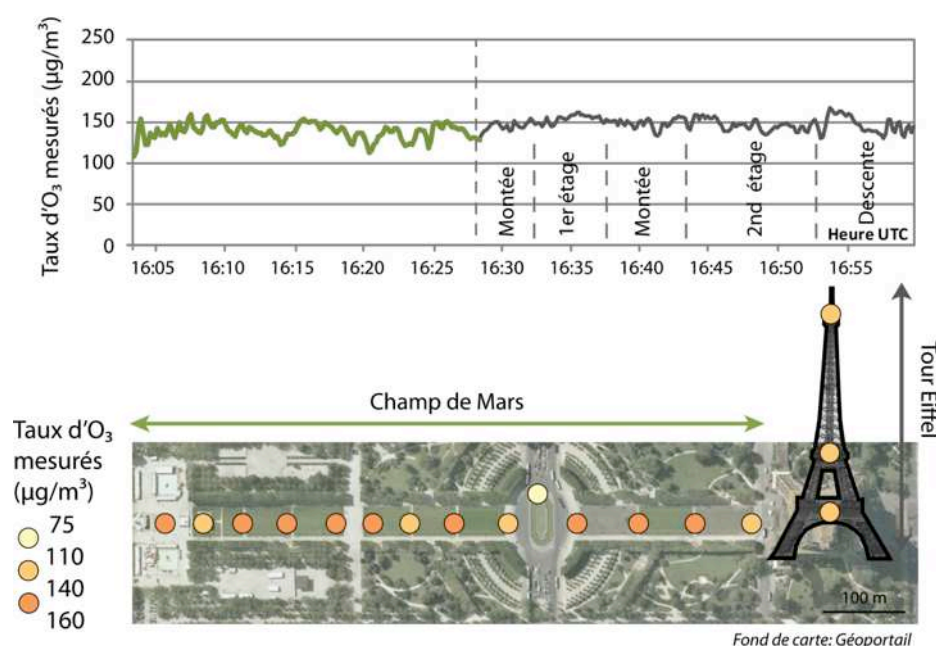 Taux d'O₃ mesurés (µg/m³)
250
200
150
100
50
0
Montée
1er étage
Montée
2nd étage
Descente
Heure UTC
16:05 16:10 16:15 16:20 16:25 16:30 16:35 16:40 16:45 16:50 16:55
Champ de Mars
Tour Eiffel
Taux d'O₃
mesurés
(µg/m³)
75
110
140
160
100 m
Fond de carte: Géoportail